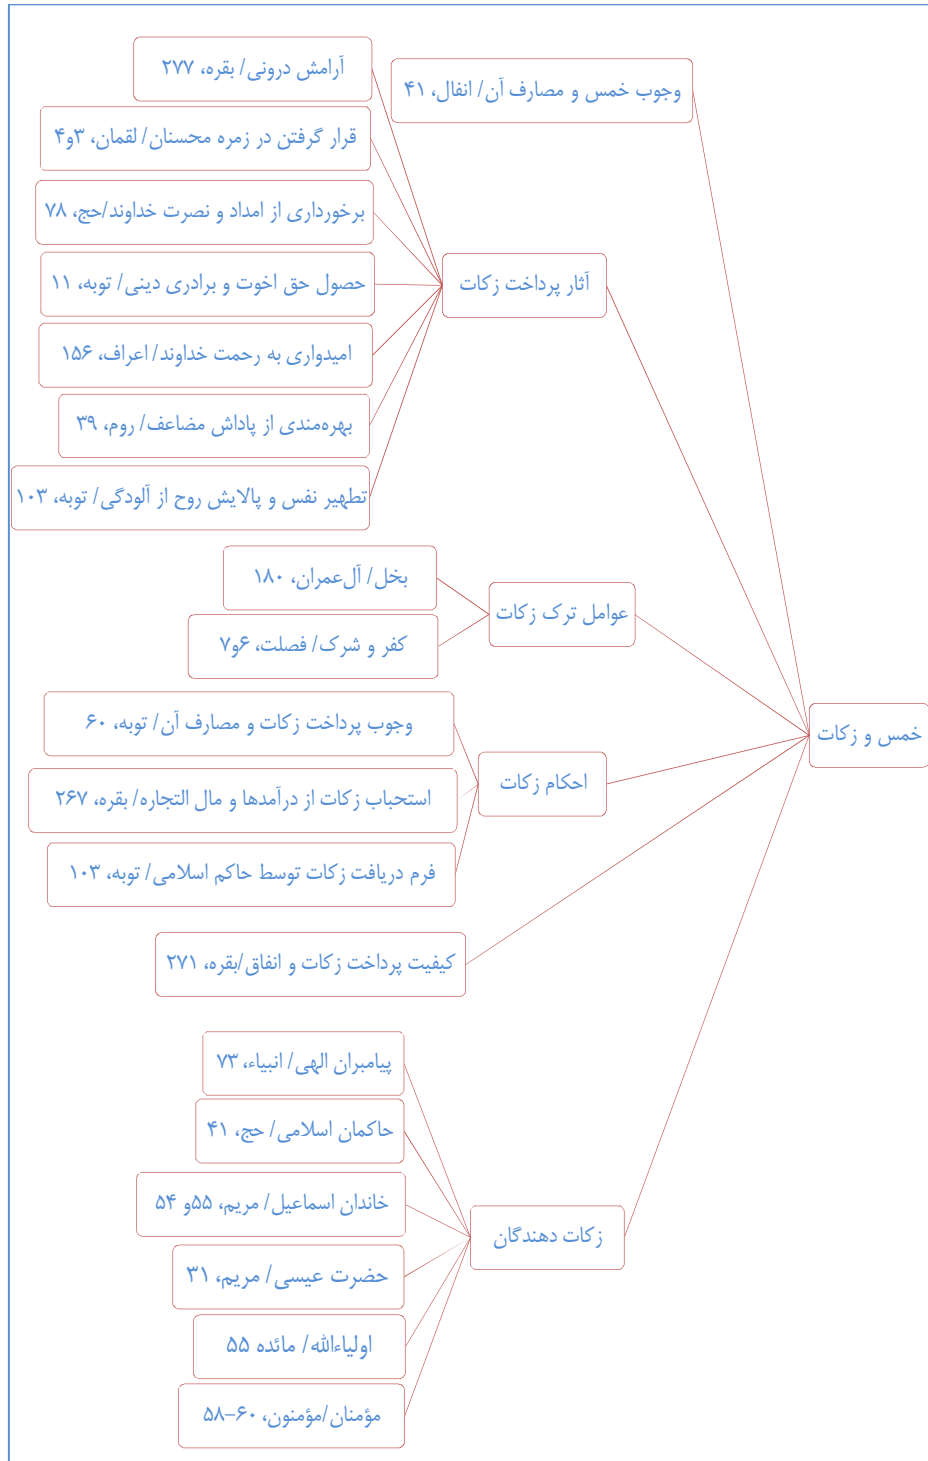 خمس و زکات
وجوب خمس و مصارف آن/ انفال، ۴۱
آثار پرداخت زکات
آرامش درونی/ بقره، ۲۷۷
قرار گرفتن در زمره محسنان/ لقمان، ۳و۴
برخورداری از امداد و نصرت خداوند/حج، ۷۸
حصول حق اخوت و برادری دینی/ توبه، ۱۱
امیدواری به رحمت خداوند/ اعراف، ۱۵۶
بهره‌مندی از پاداش مضاعف/ روم، ۳۹
تطهیر نفس و پالایش روح از آلودگی/ توبه، ۱۰۳
عوامل ترک زکات
بخل/ آل‌عمران، ۱۸۰
کفر و شرک/ فصلت، ۶و۷
احکام زکات
وجوب پرداخت زکات و مصارف آن/ توبه، ۶۰
استحباب زکات از درآمدها و مال التجاره/ بقره، ۲۶۷
فرم دریافت زکات توسط حاکم اسلامی/ توبه، ۱۰۳
کیفیت پرداخت زکات و انفاق/بقره، ۲۷۱
زکات دهندگان
پیامبران الهی/ انبیاء، ۷۳
حاکمان اسلامی/ حج، ۴۱
خاندان اسماعیل/ مریم، ۵۵و ۵۴
حضرت عیسی/ مریم، ۳۱
اولیاءالله/ مائده ۵۵
مؤمنان/مؤمنون، ۶۰–۵۸